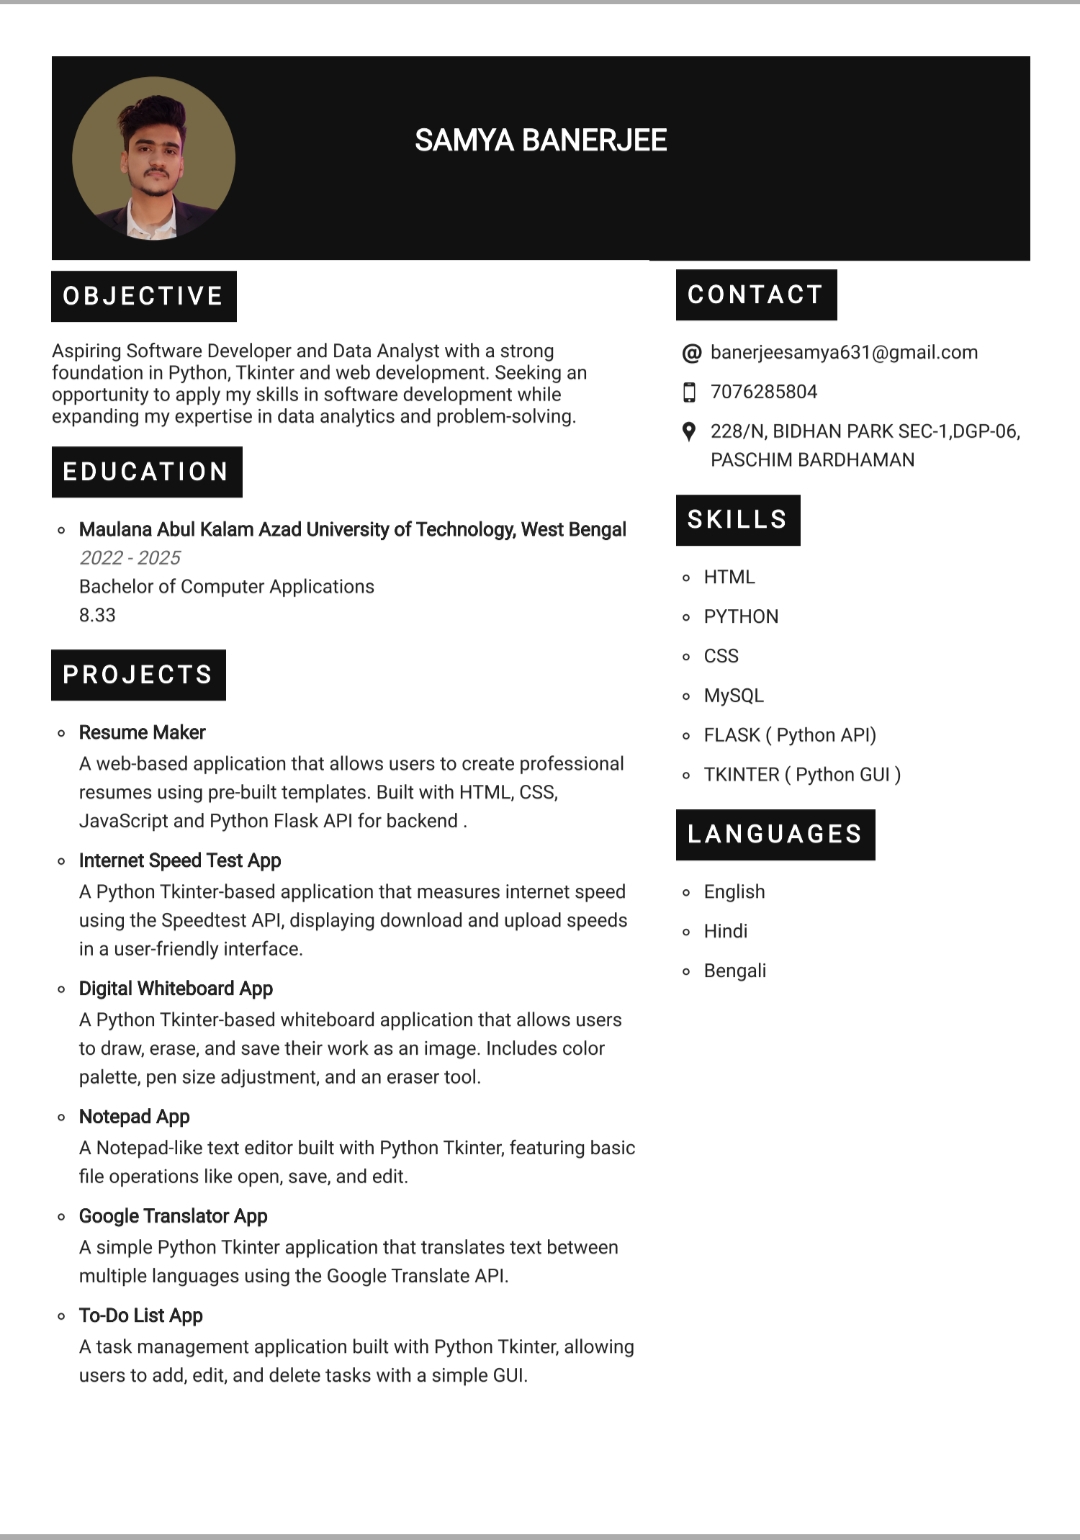 SAMYA BANERJEE
OBJECTIVE
Aspiring Software Developer and Data Analyst with a strong
foundation in Python, Tkinter and web development. Seeking an
opportunity to apply my skills in software development while
expanding my expertise in data analytics and problem-solving.
EDUCATION
Maulana Abul Kalam Azad University of Technology, West Bengal
2022 - 2025
Bachelor of Computer Applications
8.33
PROJECTS
Resume Maker
A web-based application that allows users to create professional
resumes using pre-built templates. Built with HTML, CSS,
JavaScript and Python Flask API for backend .
Internet Speed Test App
A Python Tkinter-based application that measures internet speed
using the Speedtest API, displaying download and upload speeds
in a user-friendly interface.
Digital Whiteboard App
A Python Tkinter-based whiteboard application that allows users
to draw, erase, and save their work as an image. Includes color
palette, pen size adjustment, and an eraser tool.
Notepad App
A Notepad-like text editor built with Python Tkinter, featuring basic
file operations like open, save, and edit.
Google Translator App
A simple Python Tkinter application that translates text between
multiple languages using the Google Translate API.
To-Do List App
A task management application built with Python Tkinter, allowing
users to add, edit, and delete tasks with a simple GUI.
CONTACT
banerjeesamya631@gmail.com
7076285804
228/N, BIDHAN PARK SEC-1,DGP-06,
PASCHIM BARDHAMAN
SKILLS
HTML
PYTHON
CSS
MySQL
FLASK ( Python API)
TKINTER ( Python GUI )
LANGUAGES
English
Hindi
Bengali